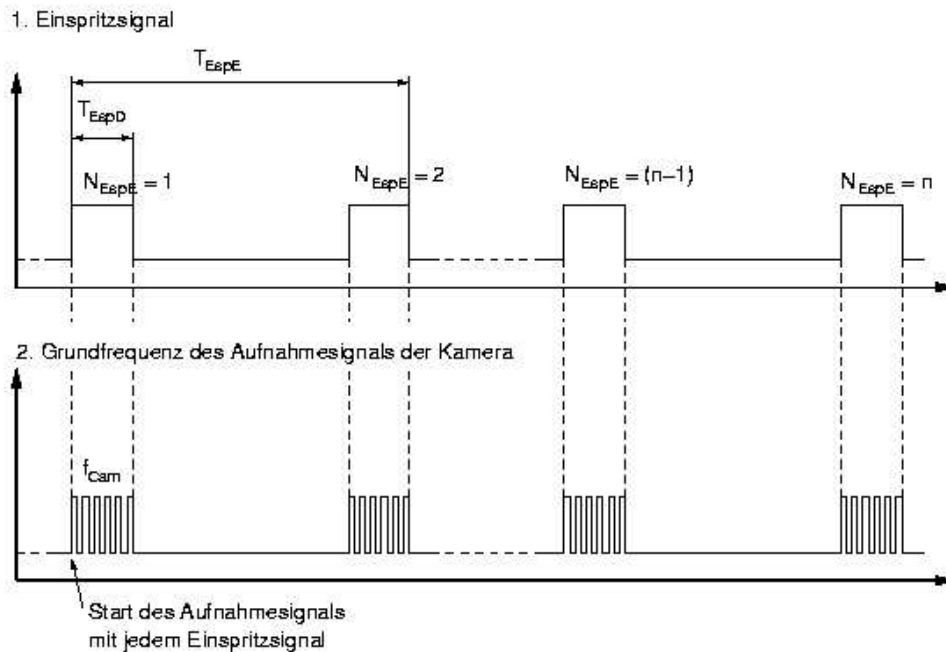 1. Einspritzsignal
T_EspE
T_EspD
N_EspE = 1
N_EspE = 2
N_EspE = (n-1)
N_EspE = n
2. Grundfrequenz des Aufnahmesignals der Kamera
f_Cam
Start des Aufnahmesignals
mit jedem Einspritzsignal